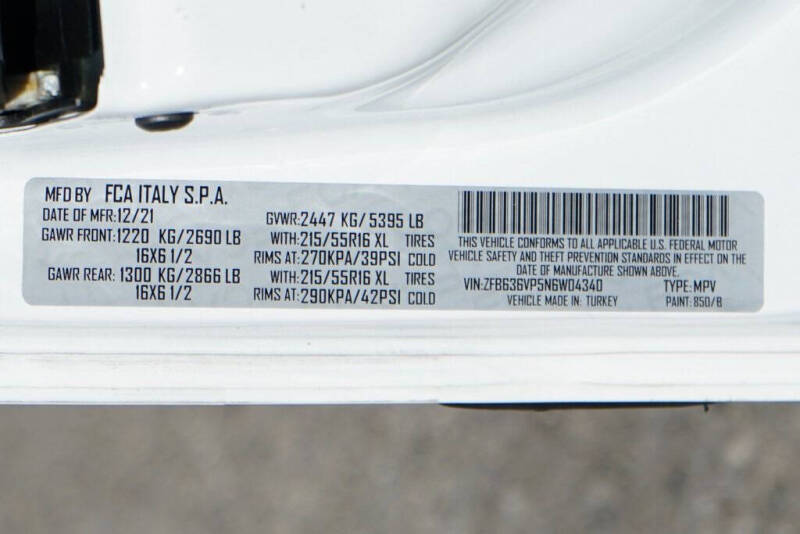 MFD BY FCA ITALY S.P.A.
DATE OF MFR:12/21 GVWR:2447 KG/ 5395 LB
GAWR FRONT:1220 KG/2690 LB WITH:215/55R16 XL TIRES
16X6 1/2 RIMS AT:270KPA/39PSI COLD
GAWR REAR:1300 KG/2866 LB WITH:215/55R16 XL TIRES
16X6 1/2 RIMS AT:290KPA/42PSI COLD
THIS VEHICLE CONFORMS TO ALL APPLICABLE U.S. FEDERAL MOTOR
VEHICLE SAFETY AND THEFT PREVENTION STANDARDS IN EFFECT ON THE
DATE OF MANUFACTURE SHOWN ABOVE.
VIN:ZFB636VP5N6W04340 TYPE: MPV
VEHICLE MADE IN: TURKEY PAINT: 850/B